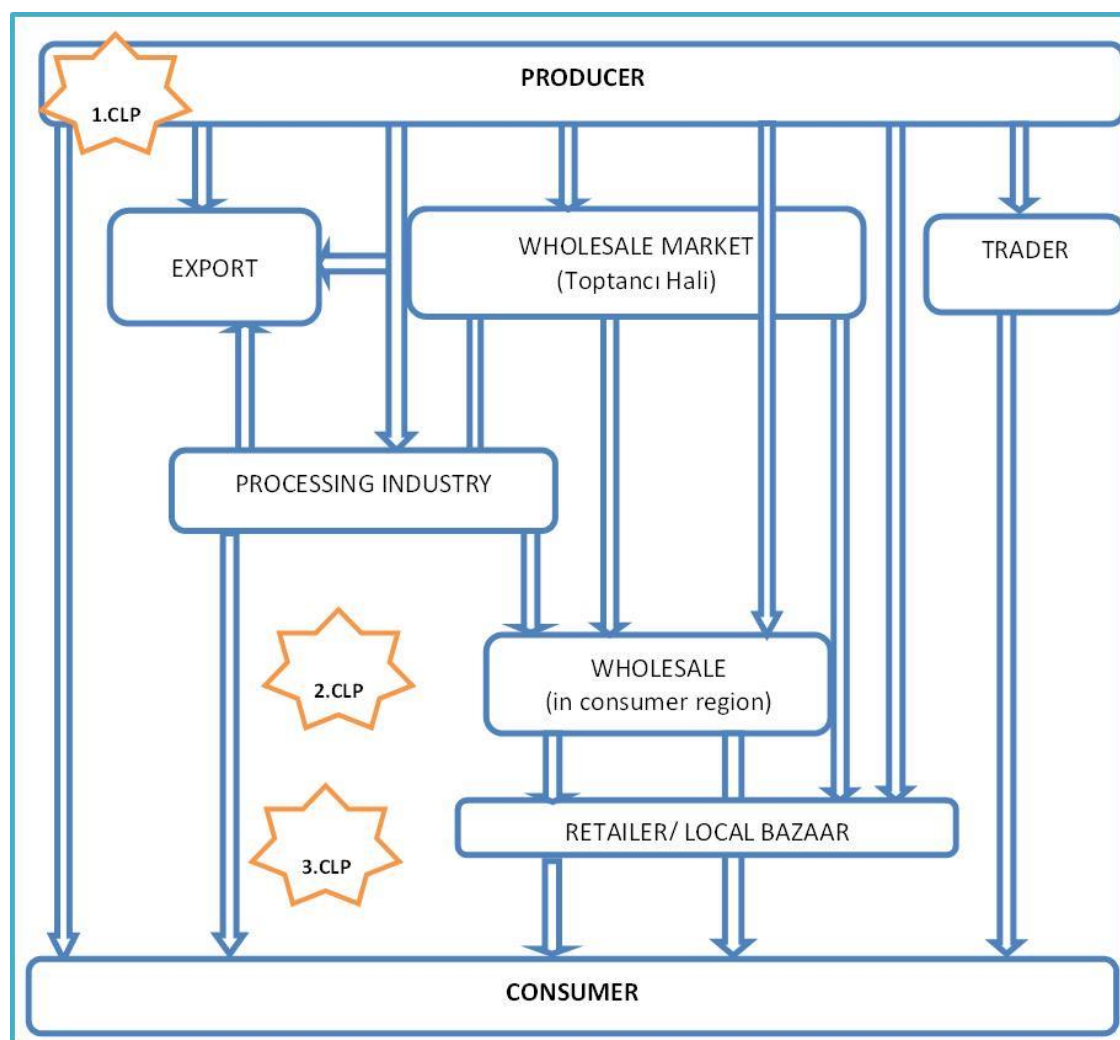 PRODUCER
1.CLP
EXPORT
WHOLESALE MARKET
(Toptancı Hali)
TRADER
PROCESSING INDUSTRY
2.CLP
WHOLESALE
(in consumer region)
3.CLP
RETAILER/ LOCAL BAZAAR
CONSUMER